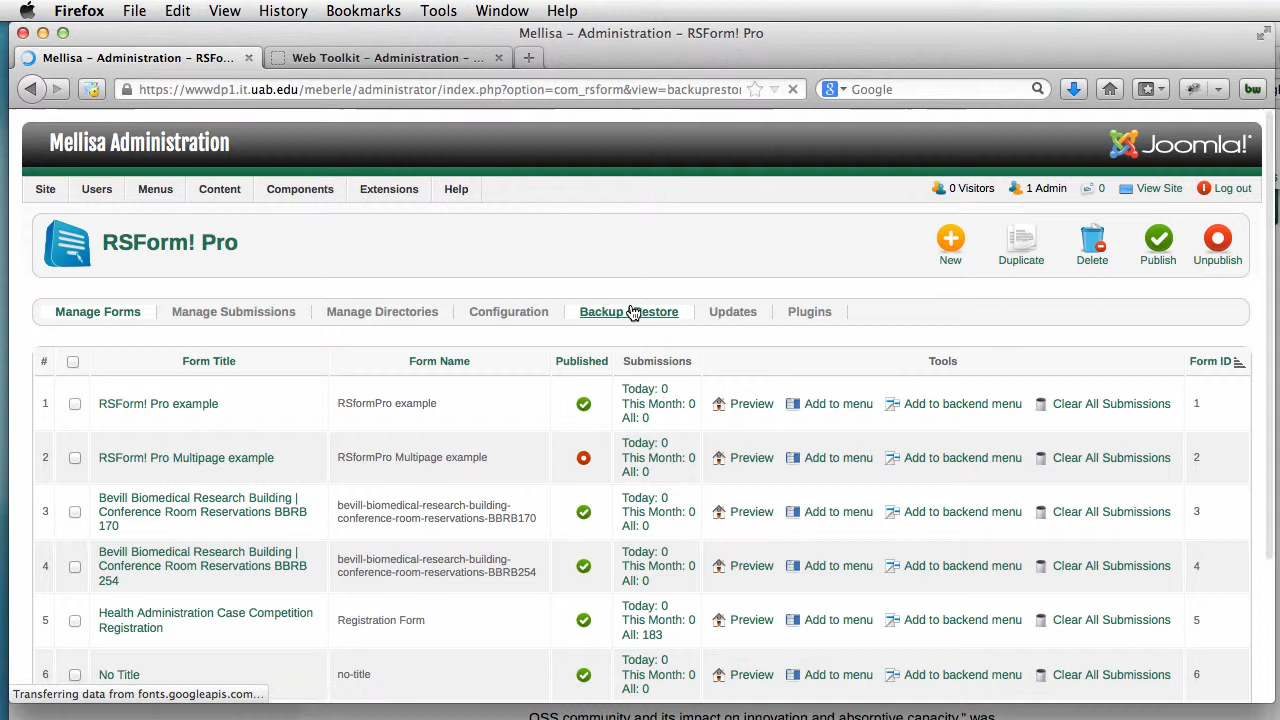 Firefox File Edit View History Bookmarks Tools Window Help
Mellisa – Administration – RSForm! Pro
Mellisa – Administration – RSFo... Web Toolkit – Administration – ...
https://wwwdp1.it.uab.edu/meberle/administrator/index.php?option=com_rsform&view=backuprestor Google bw
Mellisa Administration Joomla!
Site Users Menus Content Components Extensions Help 0 Visitors 1 Admin 0 View Site Log out
RSForm! Pro
New Duplicate Delete Publish Unpublish
Manage Forms Manage Submissions Manage Directories Configuration Backup Restore Updates Plugins
# Form Title Form Name Published Submissions Tools Form ID
1 RSForm! Pro example RSformPro example Today: 0 This Month: 0 All: 0 Preview Add to menu Add to backend menu Clear All Submissions 1
2 RSForm! Pro Multipage example RSformPro Multipage example Today: 0 This Month: 0 All: 0 Preview Add to menu Add to backend menu Clear All Submissions 2
3 Bevill Biomedical Research Building | Conference Room Reservations BBRB 170 bevill-biomedical-research-building-conference-room-reservations-BBRB170 Today: 0 This Month: 0 All: 0 Preview Add to menu Add to backend menu Clear All Submissions 3
4 Bevill Biomedical Research Building | Conference Room Reservations BBRB 254 bevill-biomedical-research-building-conference-room-reservations-BBRB254 Today: 0 This Month: 0 All: 0 Preview Add to menu Add to backend menu Clear All Submissions 4
5 Health Administration Case Competition Registration Registration Form Today: 0 This Month: 0 All: 183 Preview Add to menu Add to backend menu Clear All Submissions 5
6 No Title no-title Today: 0 This Month: 0 All: 0 Preview Add to menu Add to backend menu Clear All Submissions 6
Transferring data from fonts.googleapis.com...
OSS community and its impact on innovation and absorptive capacity," was